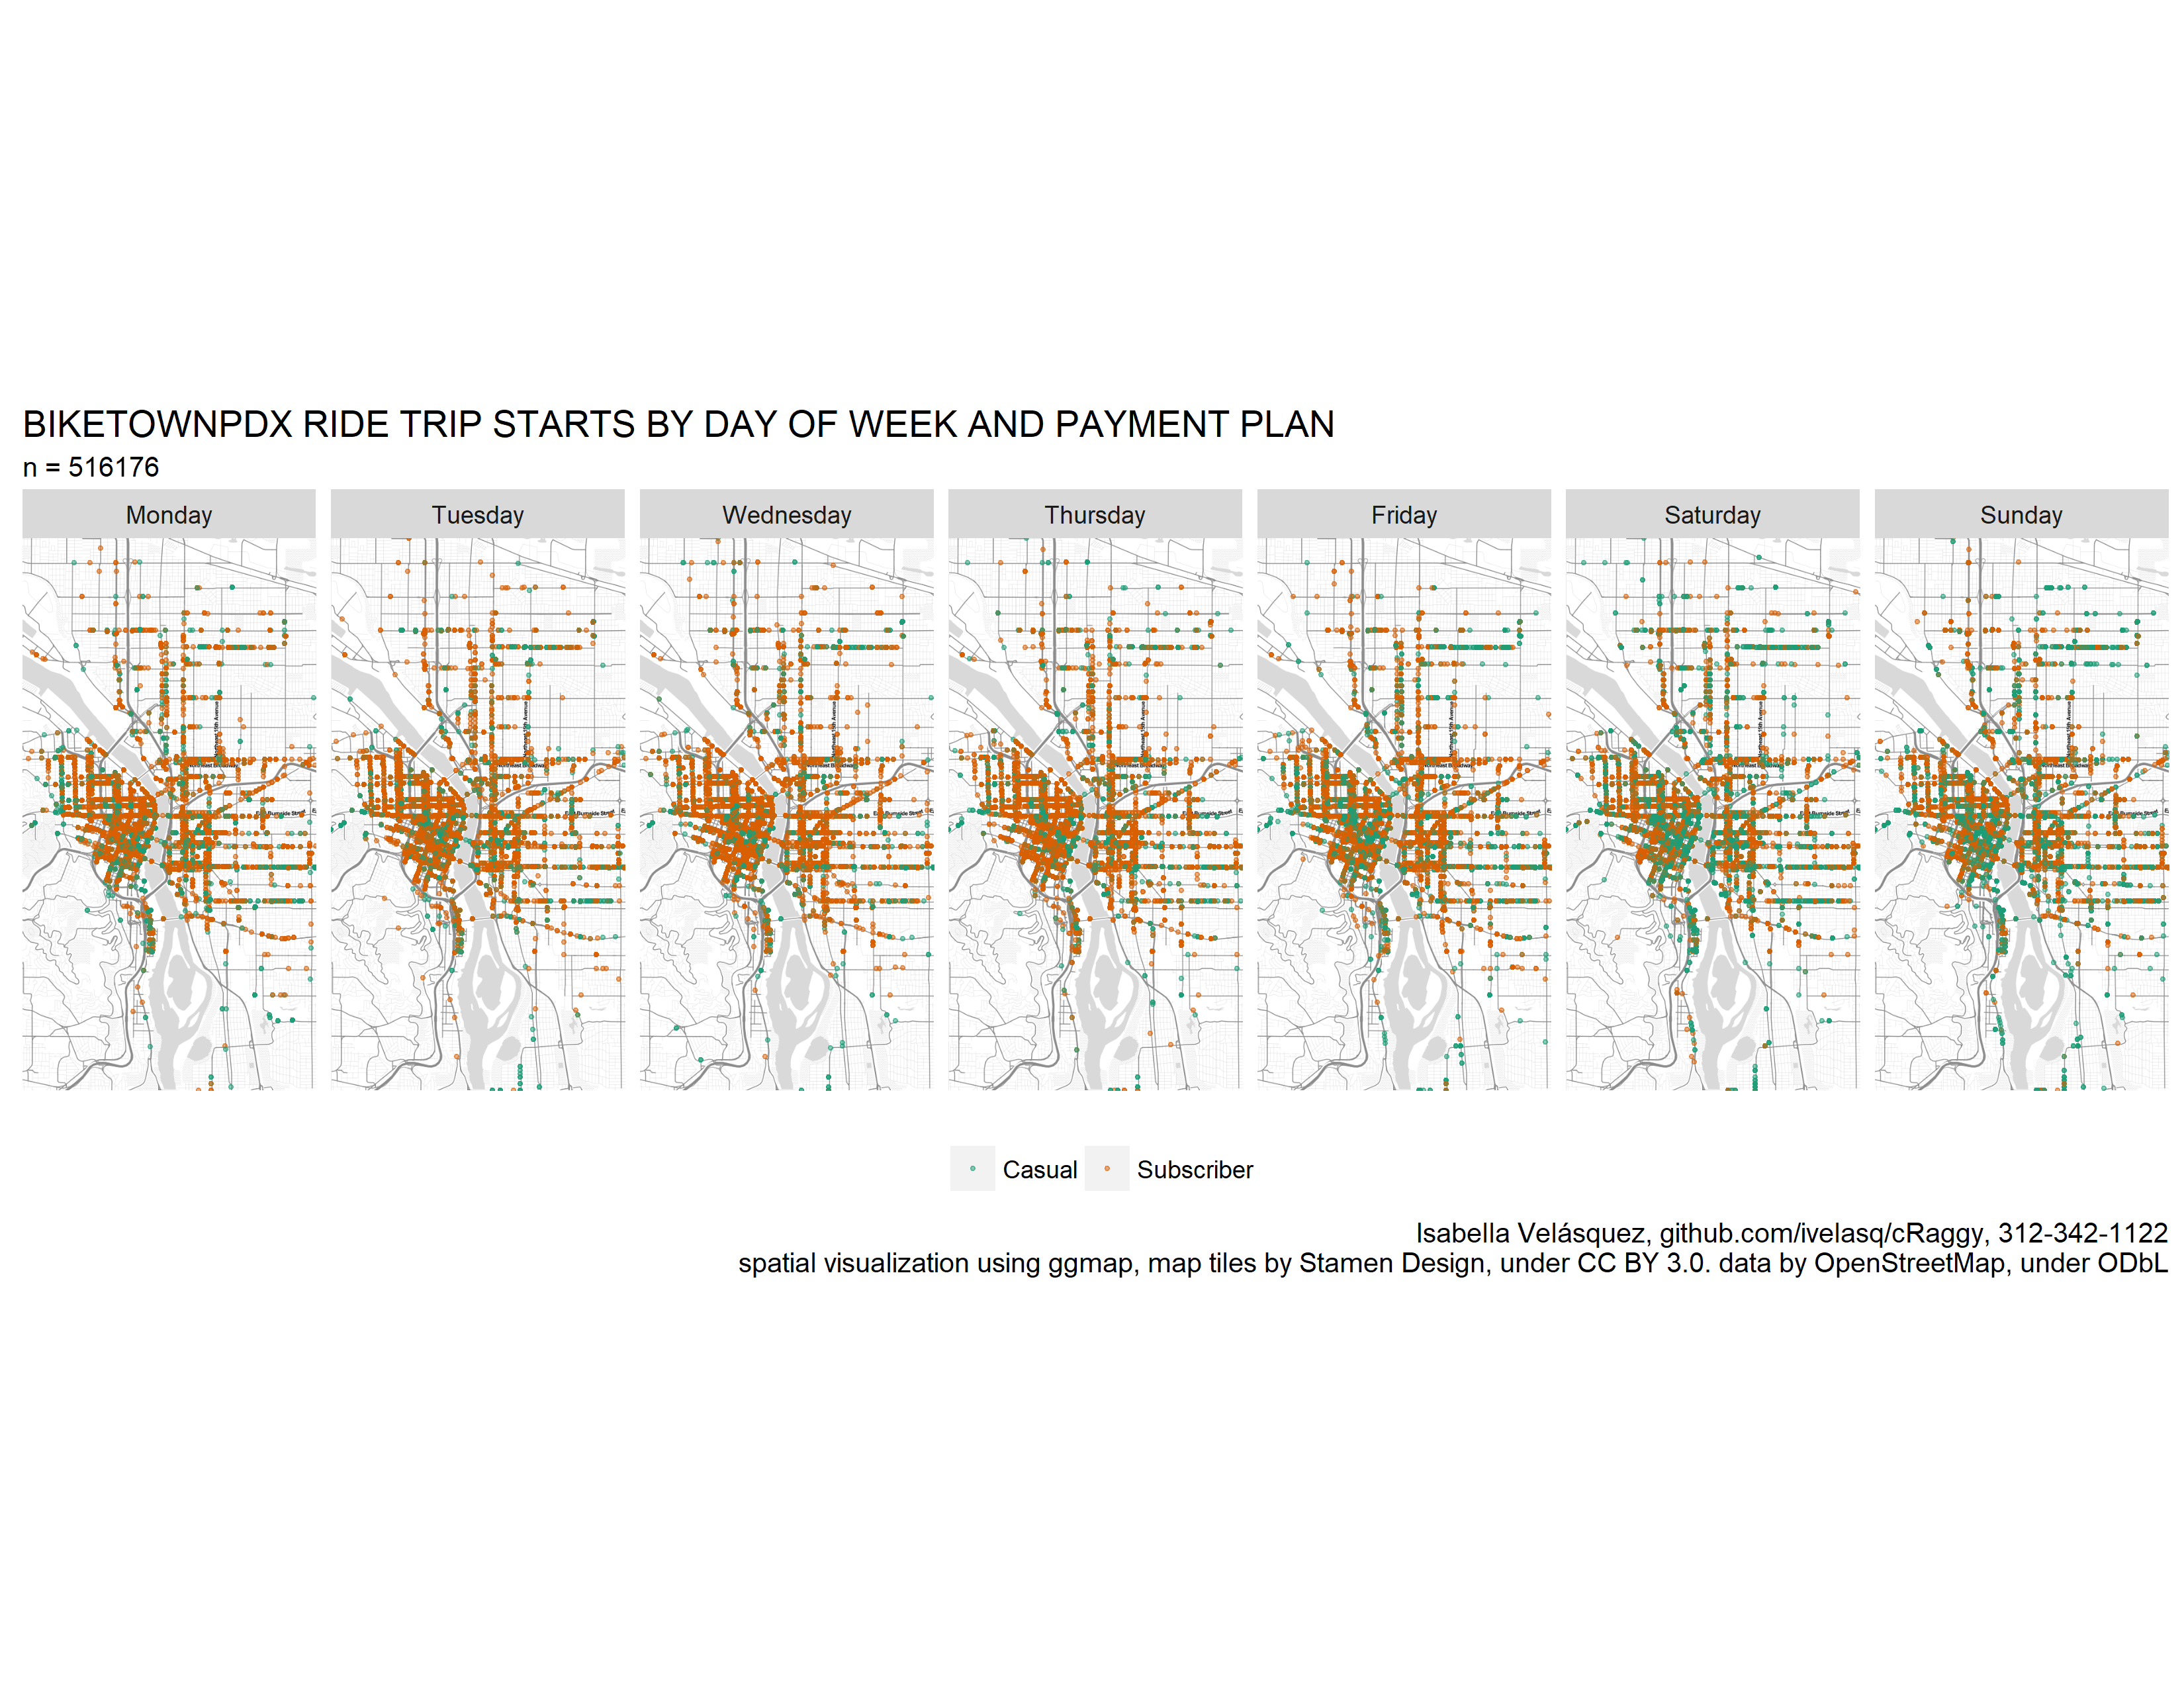 BIKETOWNPDX RIDE TRIP STARTS BY DAY OF WEEK AND PAYMENT PLAN
n = 516176
Monday Tuesday Wednesday Thursday Friday Saturday Sunday
Casual Subscriber
Isabella Velásquez, github.com/ivelasq/cRaggy, 312-342-1122
spatial visualization using ggmap, map tiles by Stamen Design, under CC BY 3.0. data by OpenStreetMap, under ODbL